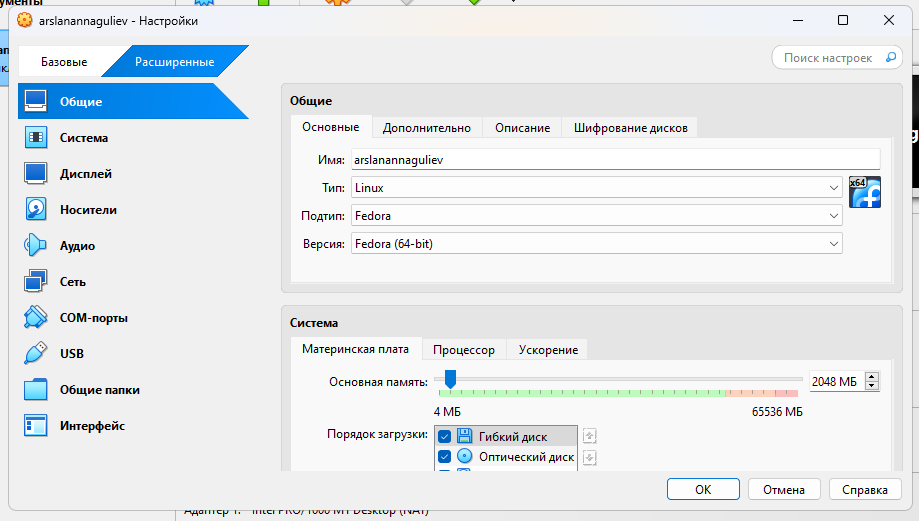 arslanannaguliev - Настройки
Базовые
Расширенные
Поиск настроек
Общие
Система
Дисплей
Носители
Аудио
Сеть
COM-порты
USB
Общие папки
Интерфейс
Общие
Основные
Дополнительно
Описание
Шифрование дисков
Имя: arslanannaguliev
Тип: Linux
x64
Подтип: Fedora
Версия: Fedora (64-bit)
Система
Материнская плата
Процессор
Ускорение
Основная память: 2048 МБ
4 МБ 65536 МБ
Порядок загрузки: Гибкий диск
Оптический диск
OK
Отмена
Справка
Адаптер 1: Intel PRO/1000 MT Desktop (NAT)